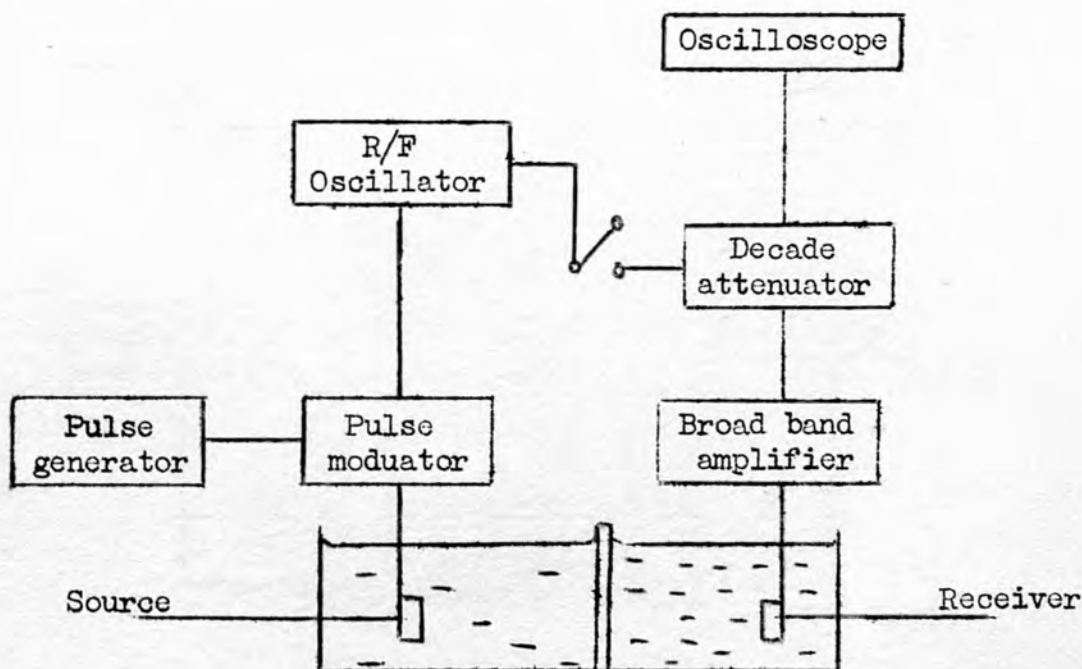 Oscilloscope
R/F
Oscillator
Decade
attenuator
Pulse
generator
Pulse
moduator
Broad band
amplifier
Source
Receiver